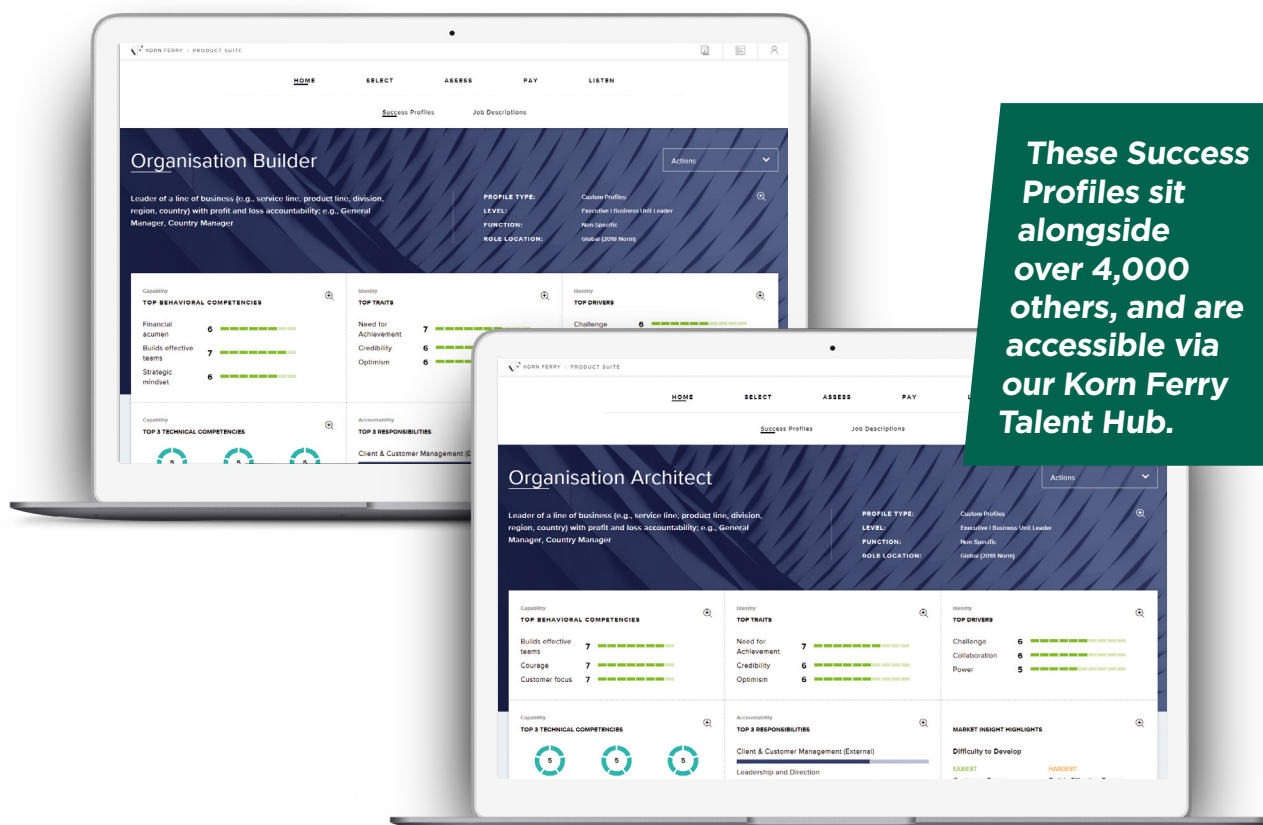 KORN FERRY | PRODUCT SUITE
HOME SELECT ASSESS PAY LISTEN
Success Profiles Job Descriptions
Organisation Builder
Actions
Leader of a line of business (e.g., service line, product line, division,
region, country) with profit and loss accountability; e.g., General
Manager, Country Manager
PROFILE TYPE: Custom Profiles
LEVEL: Executive I Business Unit Leader
FUNCTION: Non-Specific
ROLE LOCATION: Global (2018 Norm)
Capability
TOP BEHAVIORAL COMPETENCIES
Financial
acumen 6
Builds effective
teams 7
Strategic
mindset 6
Identity
TOP TRAITS
Need for
Achievement 7
Credibility 6
Optimism 6
Identity
TOP DRIVERS
Challenge 6
Capability
TOP 3 TECHNICAL COMPETENCIES
5 5 5
Accountability
TOP 3 RESPONSIBILITIES
Client & Customer Management (E
These Success
Profiles sit
alongside
over 4,000
others, and are
accessible via
our Korn Ferry
Talent Hub.
KORN FERRY | PRODUCT SUITE
HOME SELECT ASSESS PAY L
Success Profiles Job Descriptions
Organisation Architect
Actions
Leader of a line of business (e.g., service line, product line, division,
region, country) with profit and loss accountability; e.g., General
Manager, Country Manager
PROFILE TYPE: Custom Profiles
LEVEL: Executive I Business Unit Leader
FUNCTION: Non-Specific
ROLE LOCATION: Global (2018 Norm)
Capability
TOP BEHAVIORAL COMPETENCIES
Builds effective
teams 7
Courage 7
Customer focus 7
Identity
TOP TRAITS
Need for
Achievement 7
Credibility 6
Optimism 6
Identity
TOP DRIVERS
Challenge 6
Collaboration 6
Power 5
Capability
TOP 3 TECHNICAL COMPETENCIES
5 5 5
Accountability
TOP 3 RESPONSIBILITIES
Client & Customer Management (External)
Leadership and Direction
MARKET INSIGHT HIGHLIGHTS
Difficulty to Develop
EASIEST HARDEST